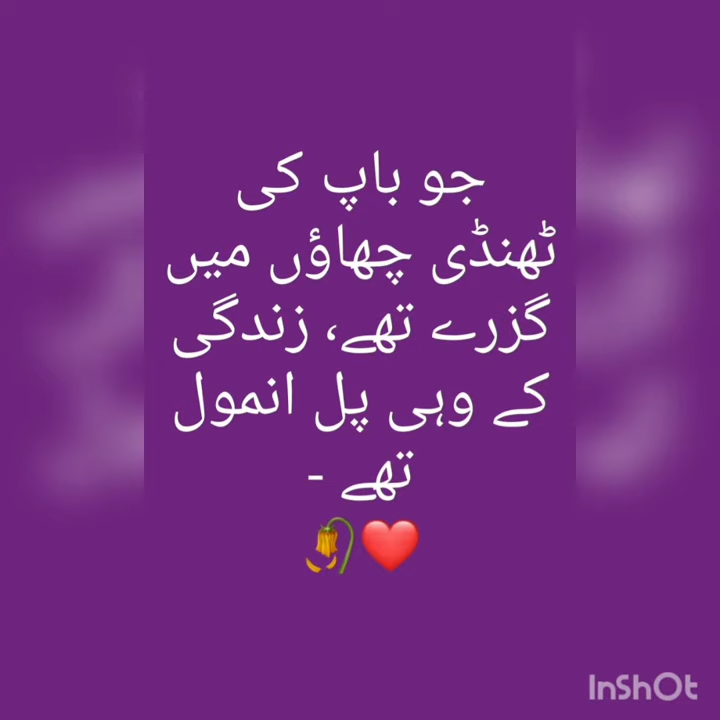 جو باپ کی
ٹھنڈی چھاؤں میں
گزرے تھے، زندگی
کے وہی پل انمول
تھے -
🥀❤️
InShOt